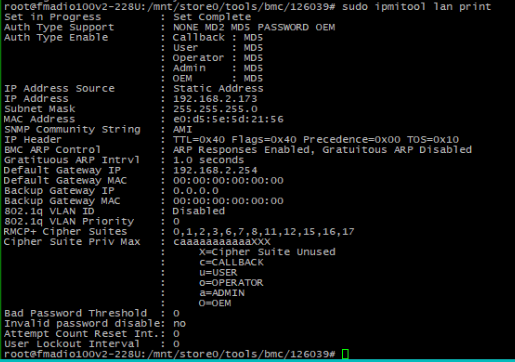 root@fmadio100v2-228U:/mnt/store0/tools/bmc/126039# sudo ipmitool lan print
Set in Progress         : Set Complete
Auth Type Support       : NONE MD2 MD5 PASSWORD OEM
Auth Type Enable        : Callback : MD5
                        : User     : MD5
                        : Operator : MD5
                        : Admin    : MD5
                        : OEM      : MD5
IP Address Source       : Static Address
IP Address              : 192.168.2.173
Subnet Mask             : 255.255.255.0
MAC Address             : e0:d5:5e:5d:21:56
SNMP Community String   : AMI
IP Header               : TTL=0x40 Flags=0x40 Precedence=0x00 TOS=0x10
BMC ARP Control         : ARP Responses Enabled, Gratuitous ARP Disabled
Gratituous ARP Intrvl   : 1.0 seconds
Default Gateway IP      : 192.168.2.254
Default Gateway MAC     : 00:00:00:00:00:00
Backup Gateway IP       : 0.0.0.0
Backup Gateway MAC      : 00:00:00:00:00:00
802.1q VLAN ID          : Disabled
802.1q VLAN Priority    : 0
RMCP+ Cipher Suites     : 0,1,2,3,6,7,8,11,12,15,16,17
Cipher Suite Priv Max   : caaaaaaaaaaaXXX
                        :     X=Cipher Suite Unused
                        :     c=CALLBACK
                        :     u=USER
                        :     o=OPERATOR
                        :     a=ADMIN
                        :     O=OEM
Bad Password Threshold  : 0
Invalid password disable: no
Attempt Count Reset Int.: 0
User Lockout Interval   : 0
root@fmadio100v2-228U:/mnt/store0/tools/bmc/126039#